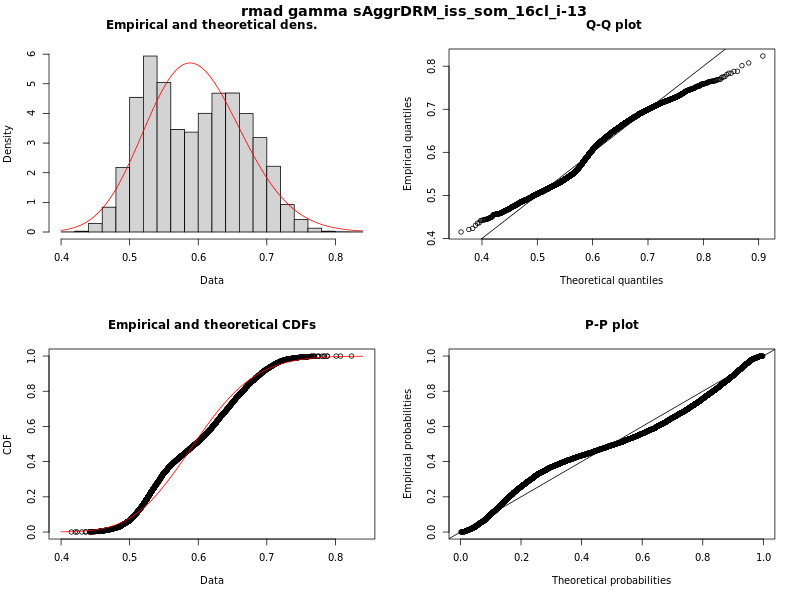 rmad gamma sAggrDRM_iss_som_16cl_i-13
Empirical and theoretical dens.
Density
0 1 2 3 4 5 6
0.4 0.5 0.6 0.7 0.8
Data
Q-Q plot
Empirical quantiles
0.4 0.5 0.6 0.7 0.8
0.4 0.5 0.6 0.7 0.8 0.9
Theoretical quantiles
Empirical and theoretical CDFs
CDF
0.0 0.2 0.4 0.6 0.8 1.0
0.4 0.5 0.6 0.7 0.8
Data
P-P plot
Empirical probabilities
0.0 0.2 0.4 0.6 0.8 1.0
0.0 0.2 0.4 0.6 0.8 1.0
Theoretical probabilities